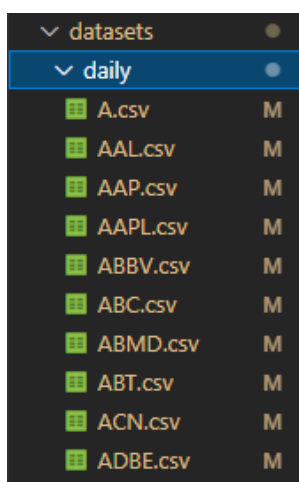 datasets
daily
A.csv M
AAL.csv M
AAP.csv M
AAPL.csv M
ABBV.csv M
ABC.csv M
ABMD.csv M
ABT.csv M
ACN.csv M
ADBE.csv M